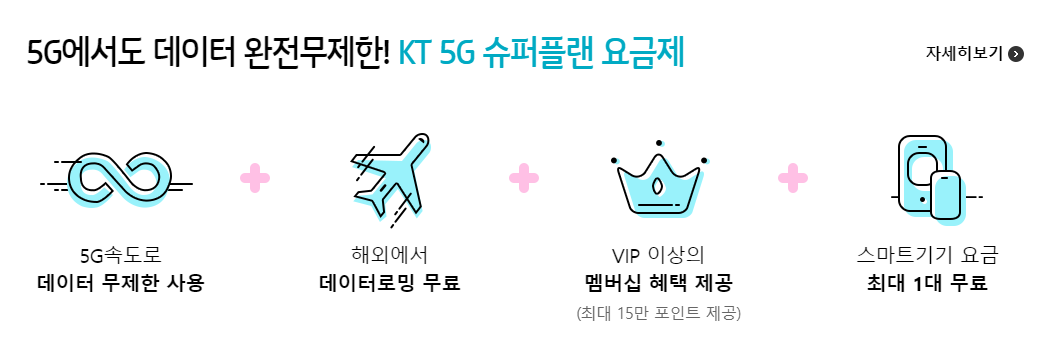 5G에서도 데이터 완전무제한! KT 5G 슈퍼플랜 요금제
자세히보기
5G속도로
데이터 무제한 사용
해외에서
데이터로밍 무료
VIP 이상의
멤버십 혜택 제공
(최대 15만 포인트 제공)
스마트기기 요금
최대 1대 무료